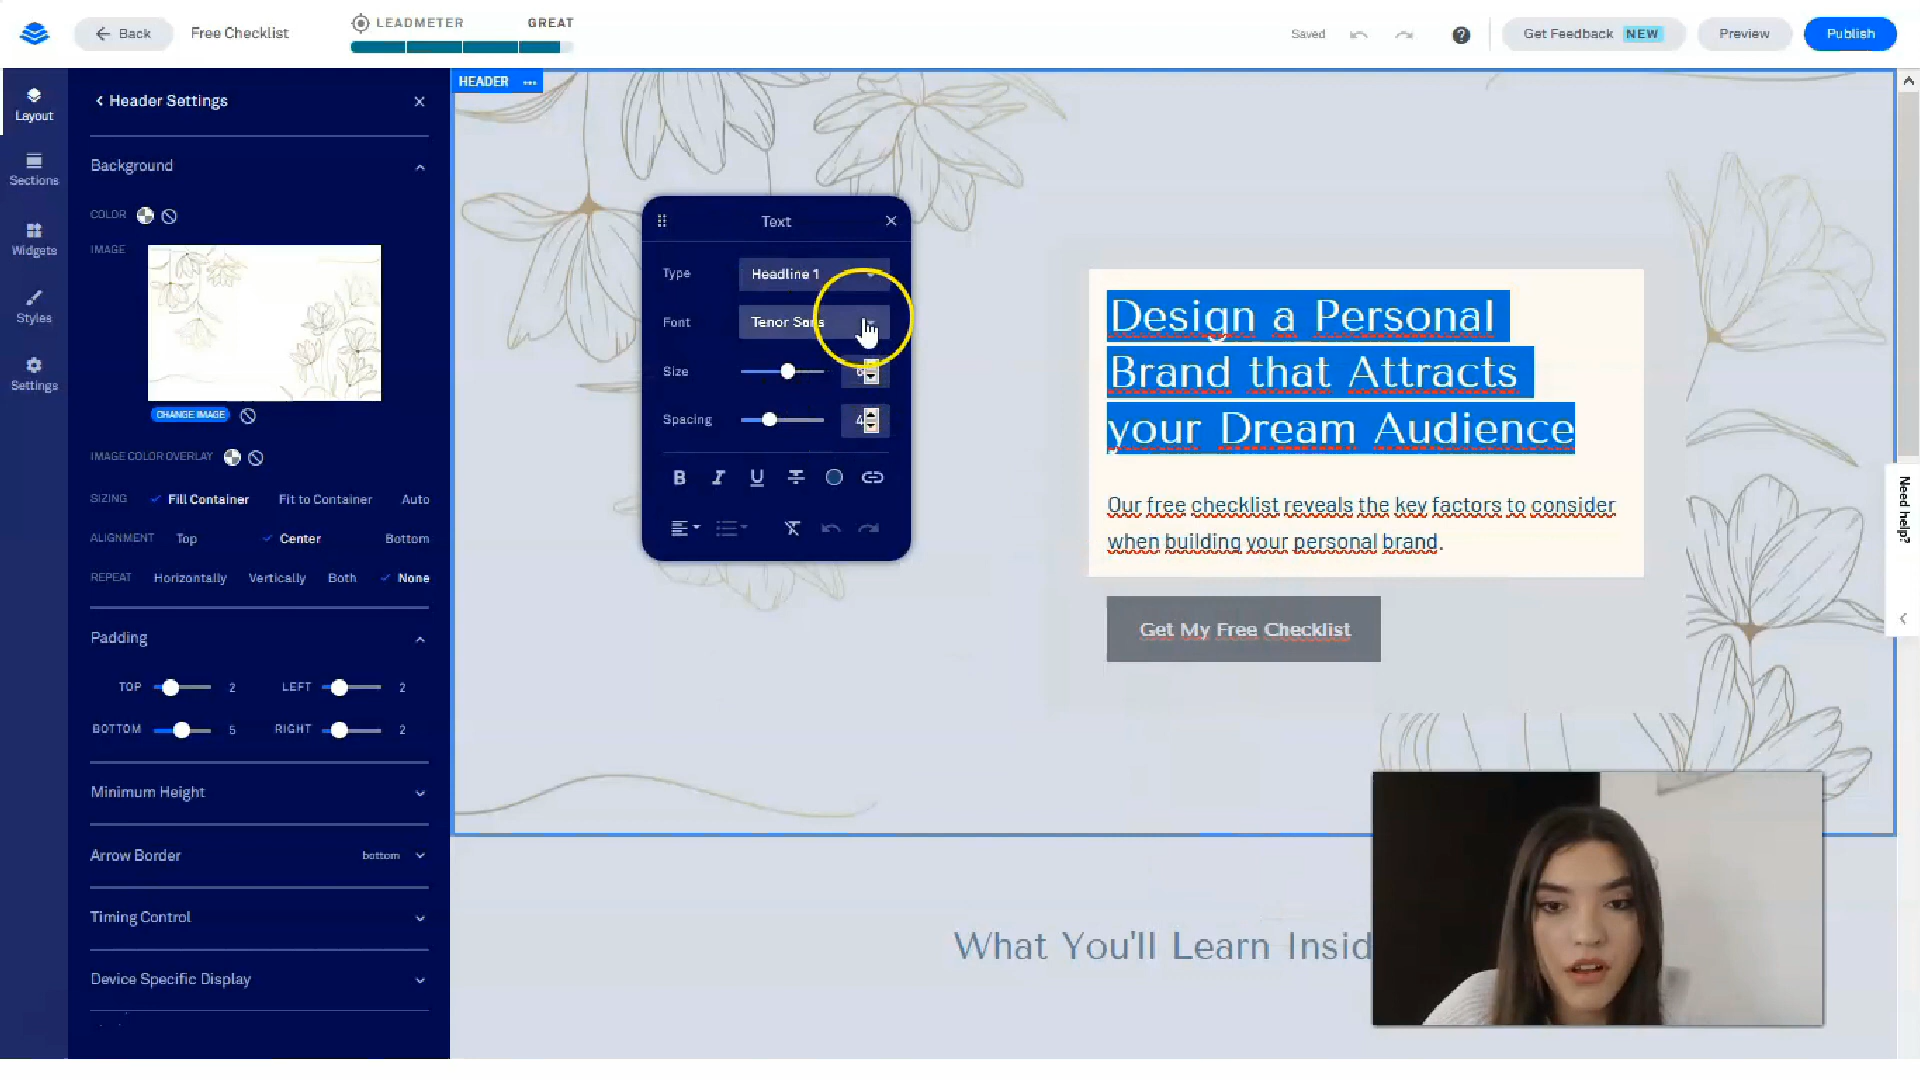 Back
Free Checklist
LEADMETER
GREAT
Saved
Get Feedback NEW
Preview
Publish
Layout
Sections
Widgets
Styles
Settings
Header Settings
Background
COLOR
IMAGE
CHANGE IMAGE
IMAGE COLOR OVERLAY
SIZING Fill Container Fit to Container Auto
ALIGNMENT Top Center Bottom
REPEAT Horizontally Vertically Both None
Padding
TOP 2 LEFT 2
BOTTOM 5 RIGHT 2
Minimum Height
Arrow Border bottom
Timing Control
Device Specific Display
HEADER ...
Text
Type Headline 1
Font Tenor Sans
Size
Spacing 4
B I U
Design a Personal
Brand that Attracts
your Dream Audience
Our free checklist reveals the key factors to consider
when building your personal brand.
Get My Free Checklist
What You'll Learn Insid
Need help?